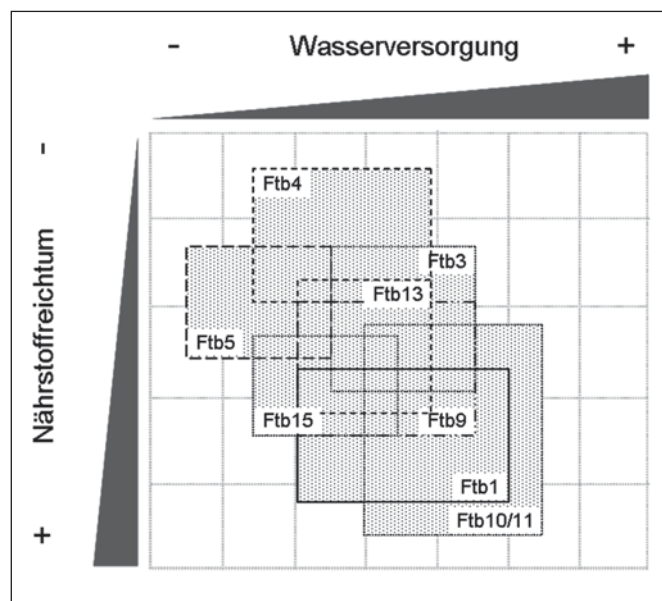 - Wasserversorgung +
-
Nährstoffreichtum
+
Ftb4
Ftb3
Ftb13
Ftb5
Ftb15
Ftb9
Ftb1
Ftb10/11